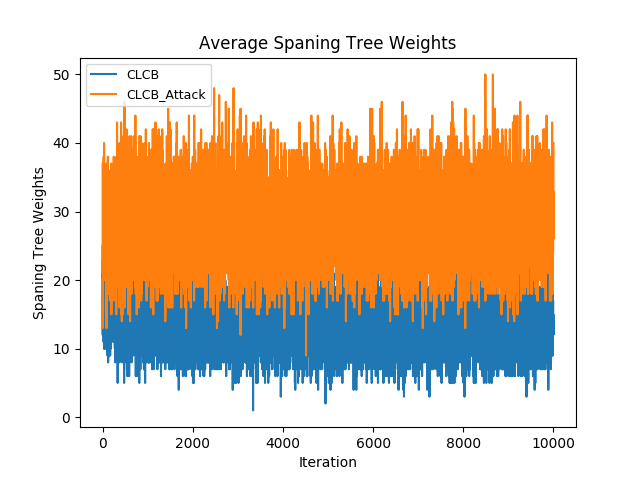 Average Spaning Tree Weights
CLCB
CLCB_Attack
Spaning Tree Weights
50
40
30
20
10
0
0 2000 4000 6000 8000 10000
Iteration